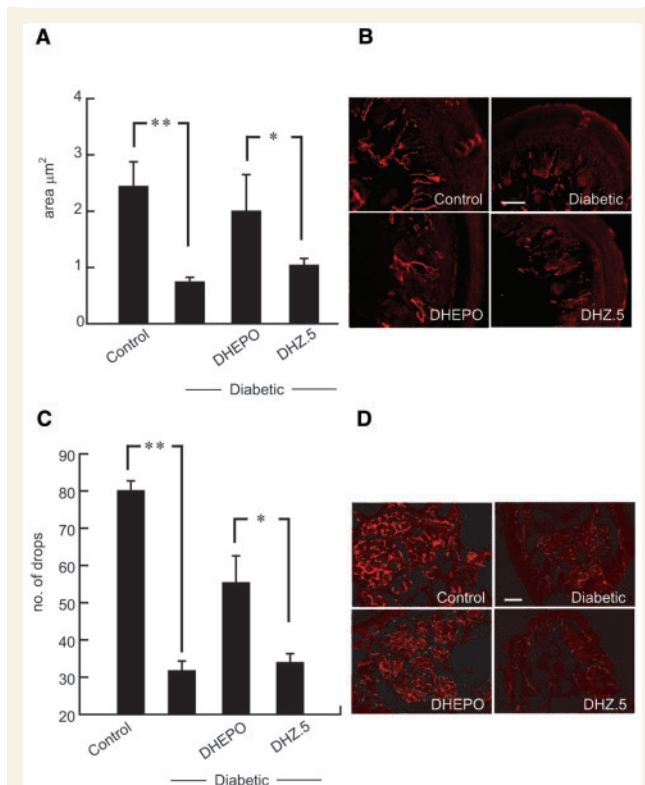 A
B
4
3
2
1
0
area μm²
**
*
Control
DHEPO
DHZ.5
Diabetic
Control
Diabetic
DHEPO
DHZ.5
C
D
90
80
70
60
50
40
30
20
no. of drops
**
*
Control
DHEPO
DHZ.5
Diabetic
Control
Diabetic
DHEPO
DHZ.5